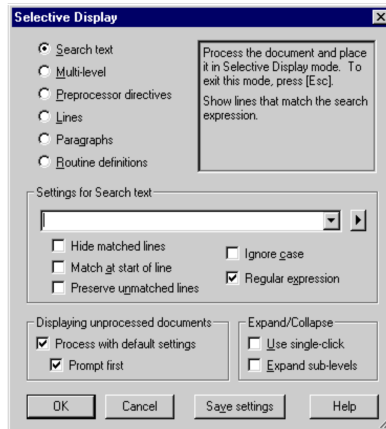 Selective Display
Search text
Multi-level
Preprocessor directives
Lines
Paragraphs
Routine definitions
Process the document and place
it in Selective Display mode. To
exit this mode, press [Esc].
Show lines that match the search
expression.
Settings for Search text
Hide matched lines
Match at start of line
Preserve unmatched lines
Ignore case
Regular expression
Displaying unprocessed documents
Process with default settings
Prompt first
Expand/Collapse
Use single-click
Expand sub-levels
OK
Cancel
Save settings
Help